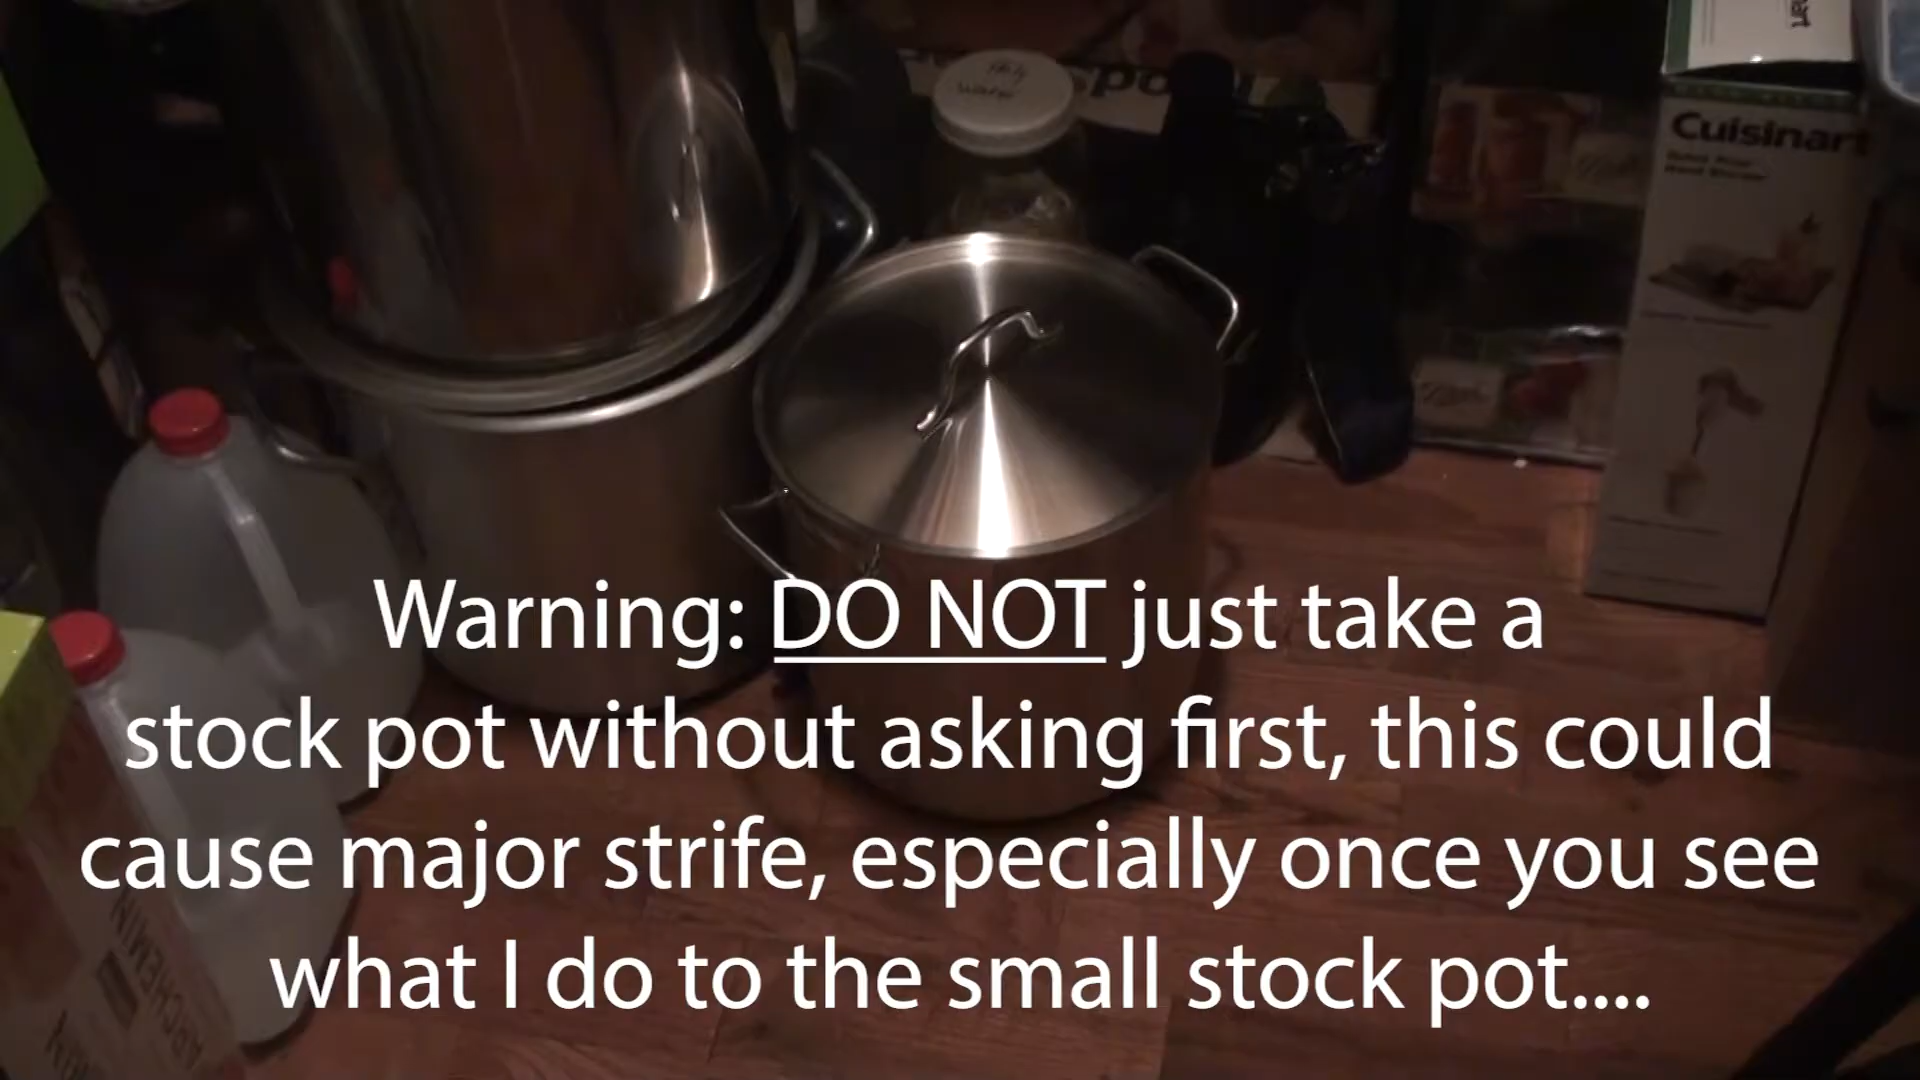 Cuisinart
Warning: DO NOT just take a
stock pot without asking first, this could
cause major strife, especially once you see
what I do to the small stock pot....